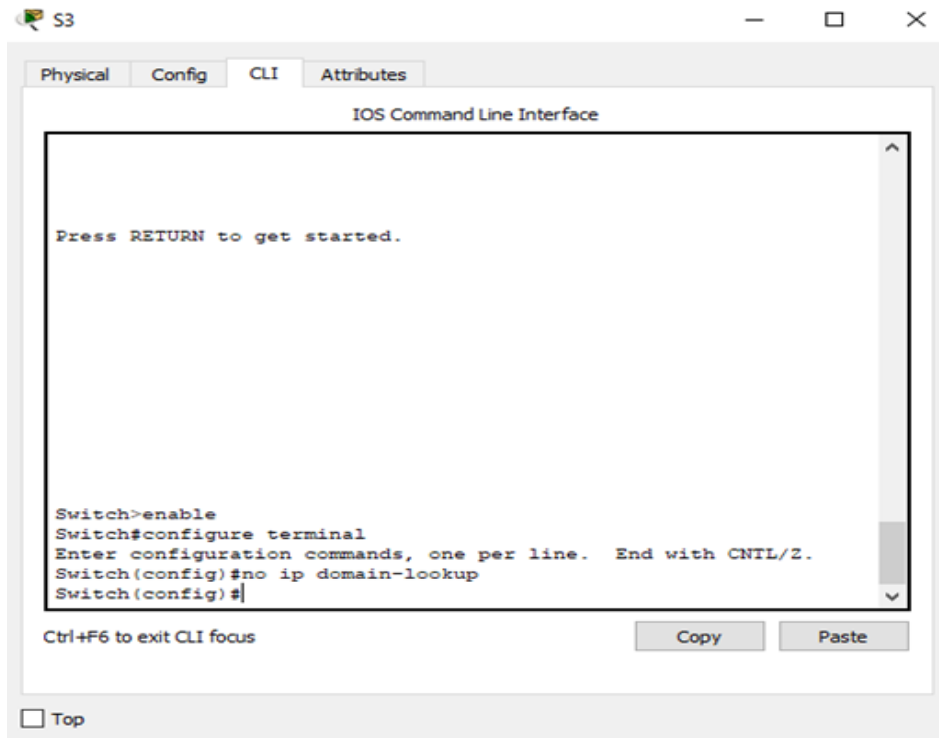 S3
Physical Config CLI Attributes
IOS Command Line Interface
Press RETURN to get started.
Switch>enable
Switch#configure terminal
Enter configuration commands, one per line.  End with CNTL/Z.
Switch(config)#no ip domain-lookup
Switch(config)#
Ctrl+F6 to exit CLI focus
Copy Paste
Top